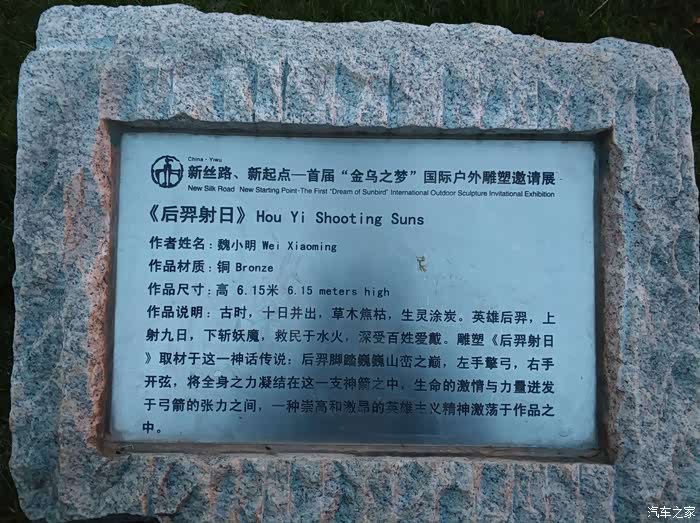 China · Yiwu
新丝路、新起点—首届“金乌之梦”国际户外雕塑邀请展
New Silk Road New Starting Point-The First "Dream of Sunbird" International Outdoor Sculpture Invitational Exhibition
《后羿射日》 Hou Yi Shooting Suns
作者姓名：魏小明 Wei Xiaoming
作品材质：铜 Bronze
作品尺寸：高 6.15米 6.15 meters high
作品说明：古时，十日并出，草木焦枯，生灵涂炭。英雄后羿，上
射九日，下斩妖魔，救民于水火，深受百姓爱戴。雕塑《后羿射日
》取材于这一神话传说：后羿脚踏巍巍山峦之巅，左手擎弓，右手
开弦，将全身之力凝结在这一支神箭之中，生命的激情与力量迸发
于弓箭的张力之间，一种崇高和激昂的英雄主义精神激荡于作品之
中。
汽车之家